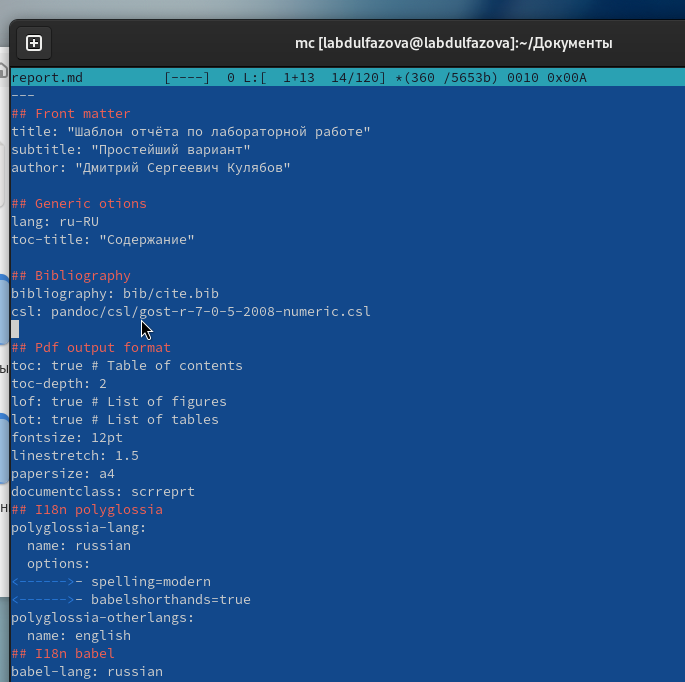 mc [labdulfazova@labdulfazova]:~/Документы
report.md          [----]  0 L:[  1+13  14/120] *(360 /5653b) 0010 0x00A
---
## Front matter
title: "Шаблон отчёта по лабораторной работе"
subtitle: "Простейший вариант"
author: "Дмитрий Сергеевич Кулябов"

## Generic otions
lang: ru-RU
toc-title: "Содержание"

## Bibliography
bibliography: bib/cite.bib
csl: pandoc/csl/gost-r-7-0-5-2008-numeric.csl

## Pdf output format
toc: true # Table of contents
toc-depth: 2
lof: true # List of figures
lot: true # List of tables
fontsize: 12pt
linestretch: 1.5
papersize: a4
documentclass: scrreprt
## I18n polyglossia
polyglossia-lang:
  name: russian
  options:
<------>- spelling=modern
<------>- babelshorthands=true
polyglossia-otherlangs:
  name: english
## I18n babel
babel-lang: russian